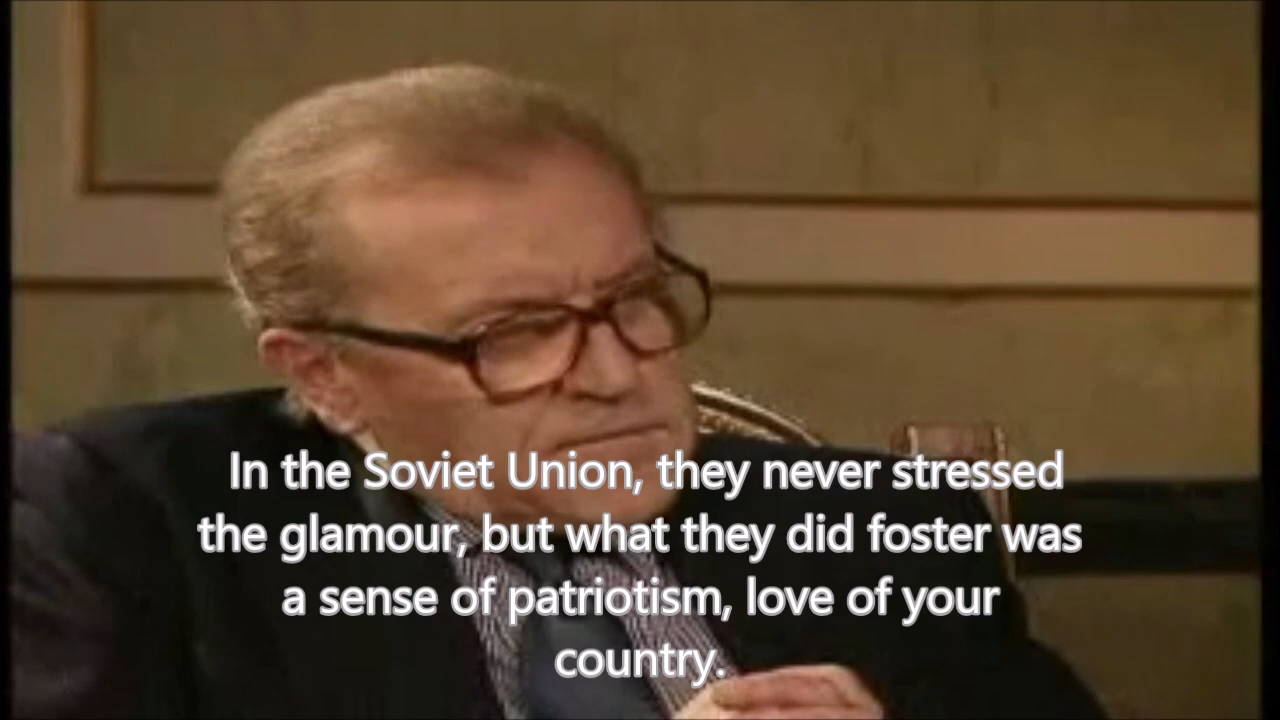 In the Soviet Union, they never stressed
the glamour, but what they did foster was
a sense of patriotism, love of your
country.